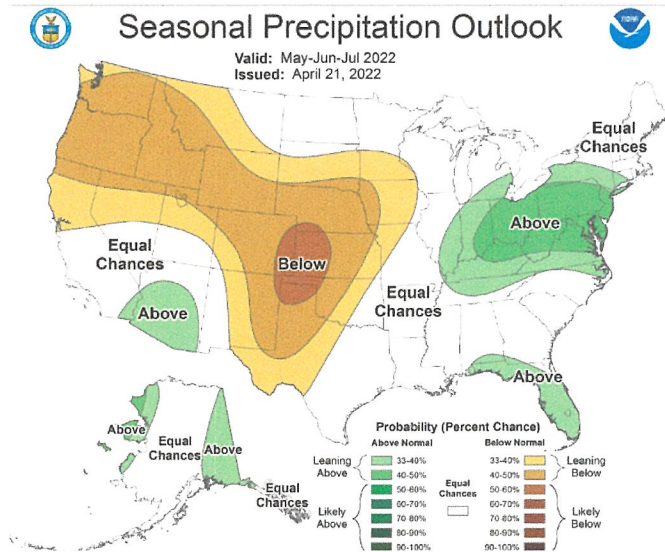 Seasonal Precipitation Outlook
Valid: May-Jun-Jul 2022
Issued: April 21, 2022
noaa
Equal
Chances
Above
Equal
Chances
Below
Equal
Chances
Above
Above
Above
Equal
Chances
Above
Equal
Chances
Probability (Percent Chance)
Above Normal Below Normal
Leaning
Above
33-40%
40-50%
50-60%
60-70%
70-80%
80-90%
90-100%
Likely
Above
Equal
Chances
33-40%
40-50%
50-60%
60-70%
70-80%
80-90%
90-100%
Leaning
Below
Likely
Below